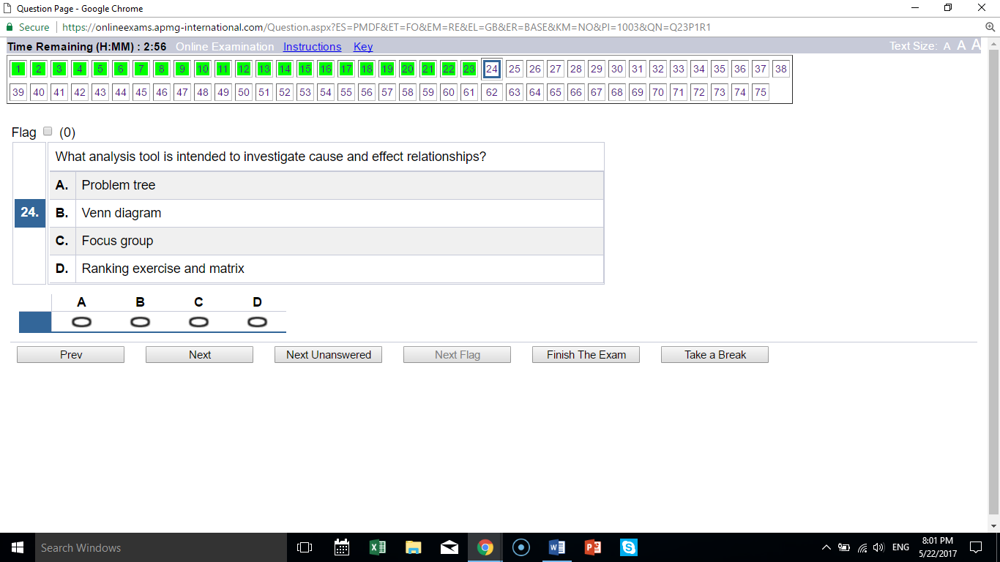 Question Page - Google Chrome
Secure https://onlineexams.apmg-international.com/Question.aspx?ES=PMDF&ET=FO&EM=RE&EL=GB&ER=BASE&KM=NO&PI=1003&QN=Q23P1R1
Time Remaining (H:MM) : 2:56 Online Examination Instructions Key Text Size: A A A
1 2 3 4 5 6 7 8 9 10 11 12 13 14 15 16 17 18 19 20 21 22 23 24 25 26 27 28 29 30 31 32 33 34 35 36 37 38
39 40 41 42 43 44 45 46 47 48 49 50 51 52 53 54 55 56 57 58 59 60 61 62 63 64 65 66 67 68 69 70 71 72 73 74 75
Flag (0)
What analysis tool is intended to investigate cause and effect relationships?
A. Problem tree
24. B. Venn diagram
C. Focus group
D. Ranking exercise and matrix
A B C D
Prev Next Next Unanswered Next Flag Finish The Exam Take a Break
Search Windows ENG 8:01 PM
5/22/2017